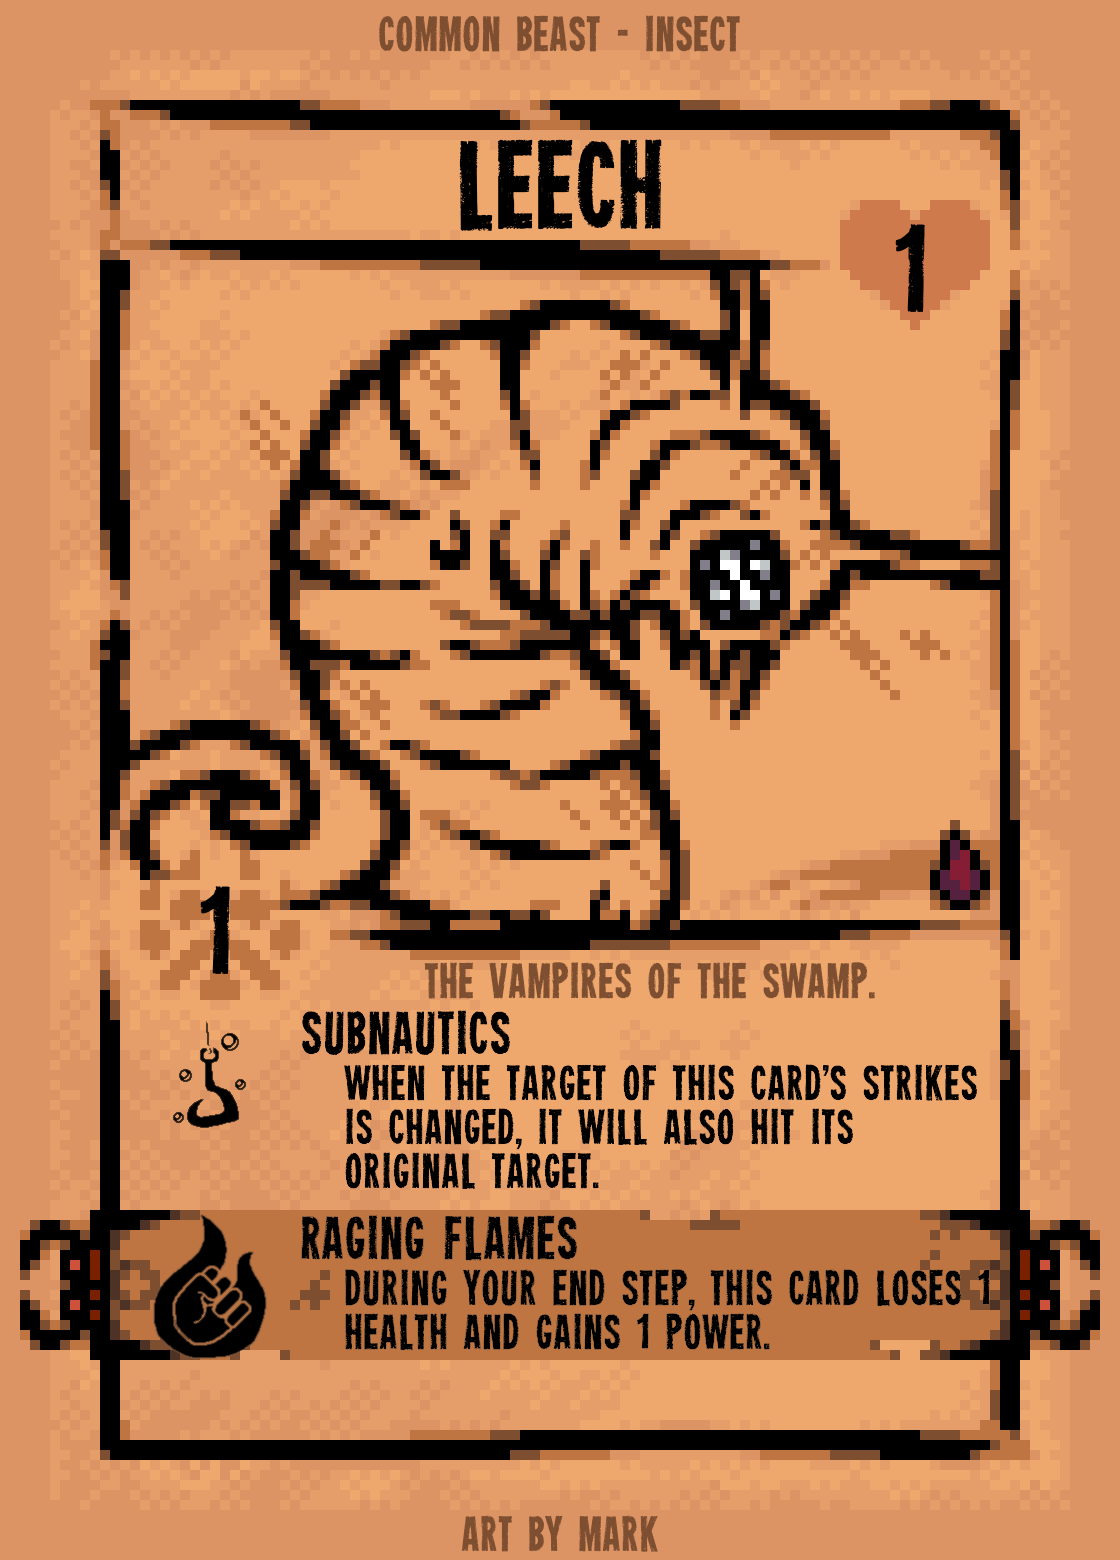 COMMON BEAST - INSECT
LEECH
1
1
THE VAMPIRES OF THE SWAMP.
SUBNAUTICS
WHEN THE TARGET OF THIS CARD'S STRIKES
IS CHANGED, IT WILL ALSO HIT ITS
ORIGINAL TARGET.
RAGING FLAMES
DURING YOUR END STEP, THIS CARD LOSES 1
HEALTH AND GAINS 1 POWER.
ART BY MARK